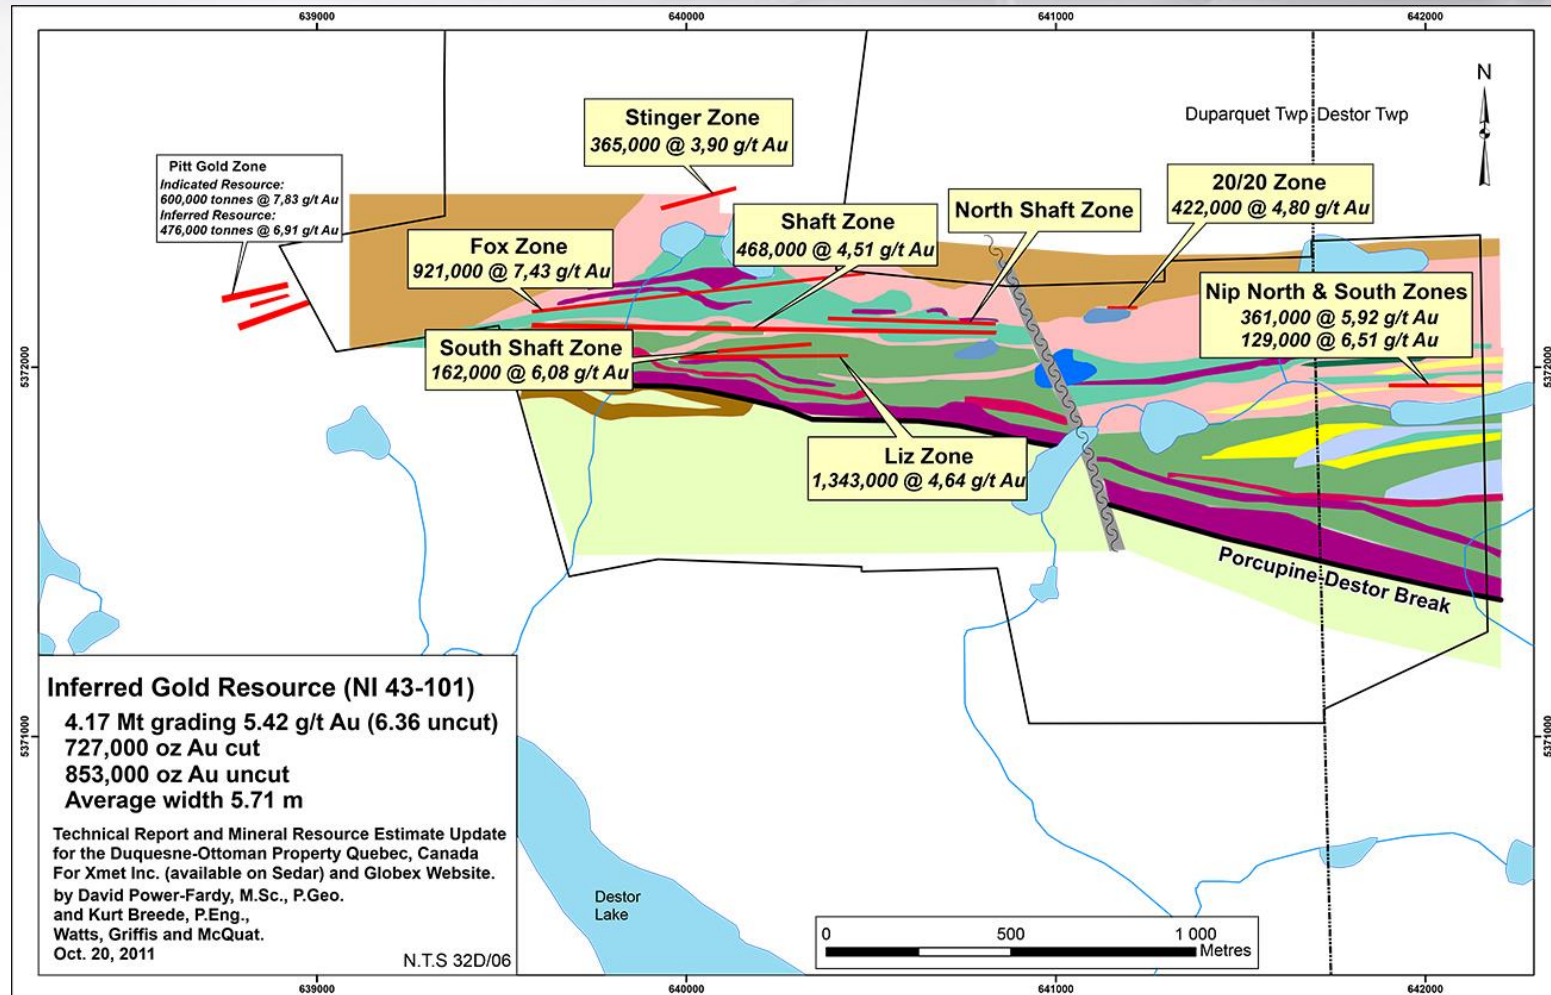 639000
640000
641000
642000
N
Duparquet Twp
Destor Twp
Stinger Zone
365,000 @ 3,90 g/t Au
Pitt Gold Zone
Indicated Resource:
600,000 tonnes @ 7,83 g/t Au
Inferred Resource:
476,000 tonnes @ 6,91 g/t Au
20/20 Zone
422,000 @ 4,80 g/t Au
North Shaft Zone
Shaft Zone
468,000 @ 4,51 g/t Au
Fox Zone
921,000 @ 7,43 g/t Au
Nip North & South Zones
361,000 @ 5,92 g/t Au
129,000 @ 6,51 g/t Au
South Shaft Zone
162,000 @ 6,08 g/t Au
5372000
5372000
Liz Zone
1,343,000 @ 4,64 g/t Au
Porcupine-Destor Break
Inferred Gold Resource (NI 43-101)
4.17 Mt grading 5.42 g/t Au (6.36 uncut)
727,000 oz Au cut
853,000 oz Au uncut
Average width 5.71 m
5371000
5371000
Technical Report and Mineral Resource Estimate Update
for the Duquesne-Ottoman Property Quebec, Canada
For Xmet Inc. (available on Sedar) and Globex Website.
by David Power-Fardy, M.Sc., P.Geo.
and Kurt Breede, P.Eng.,
Watts, Griffis and McQuat.
Oct. 20, 2011
N.T.S 32D/06
Destor
Lake
0
500
1 000
Metres
639000
640000
641000
642000